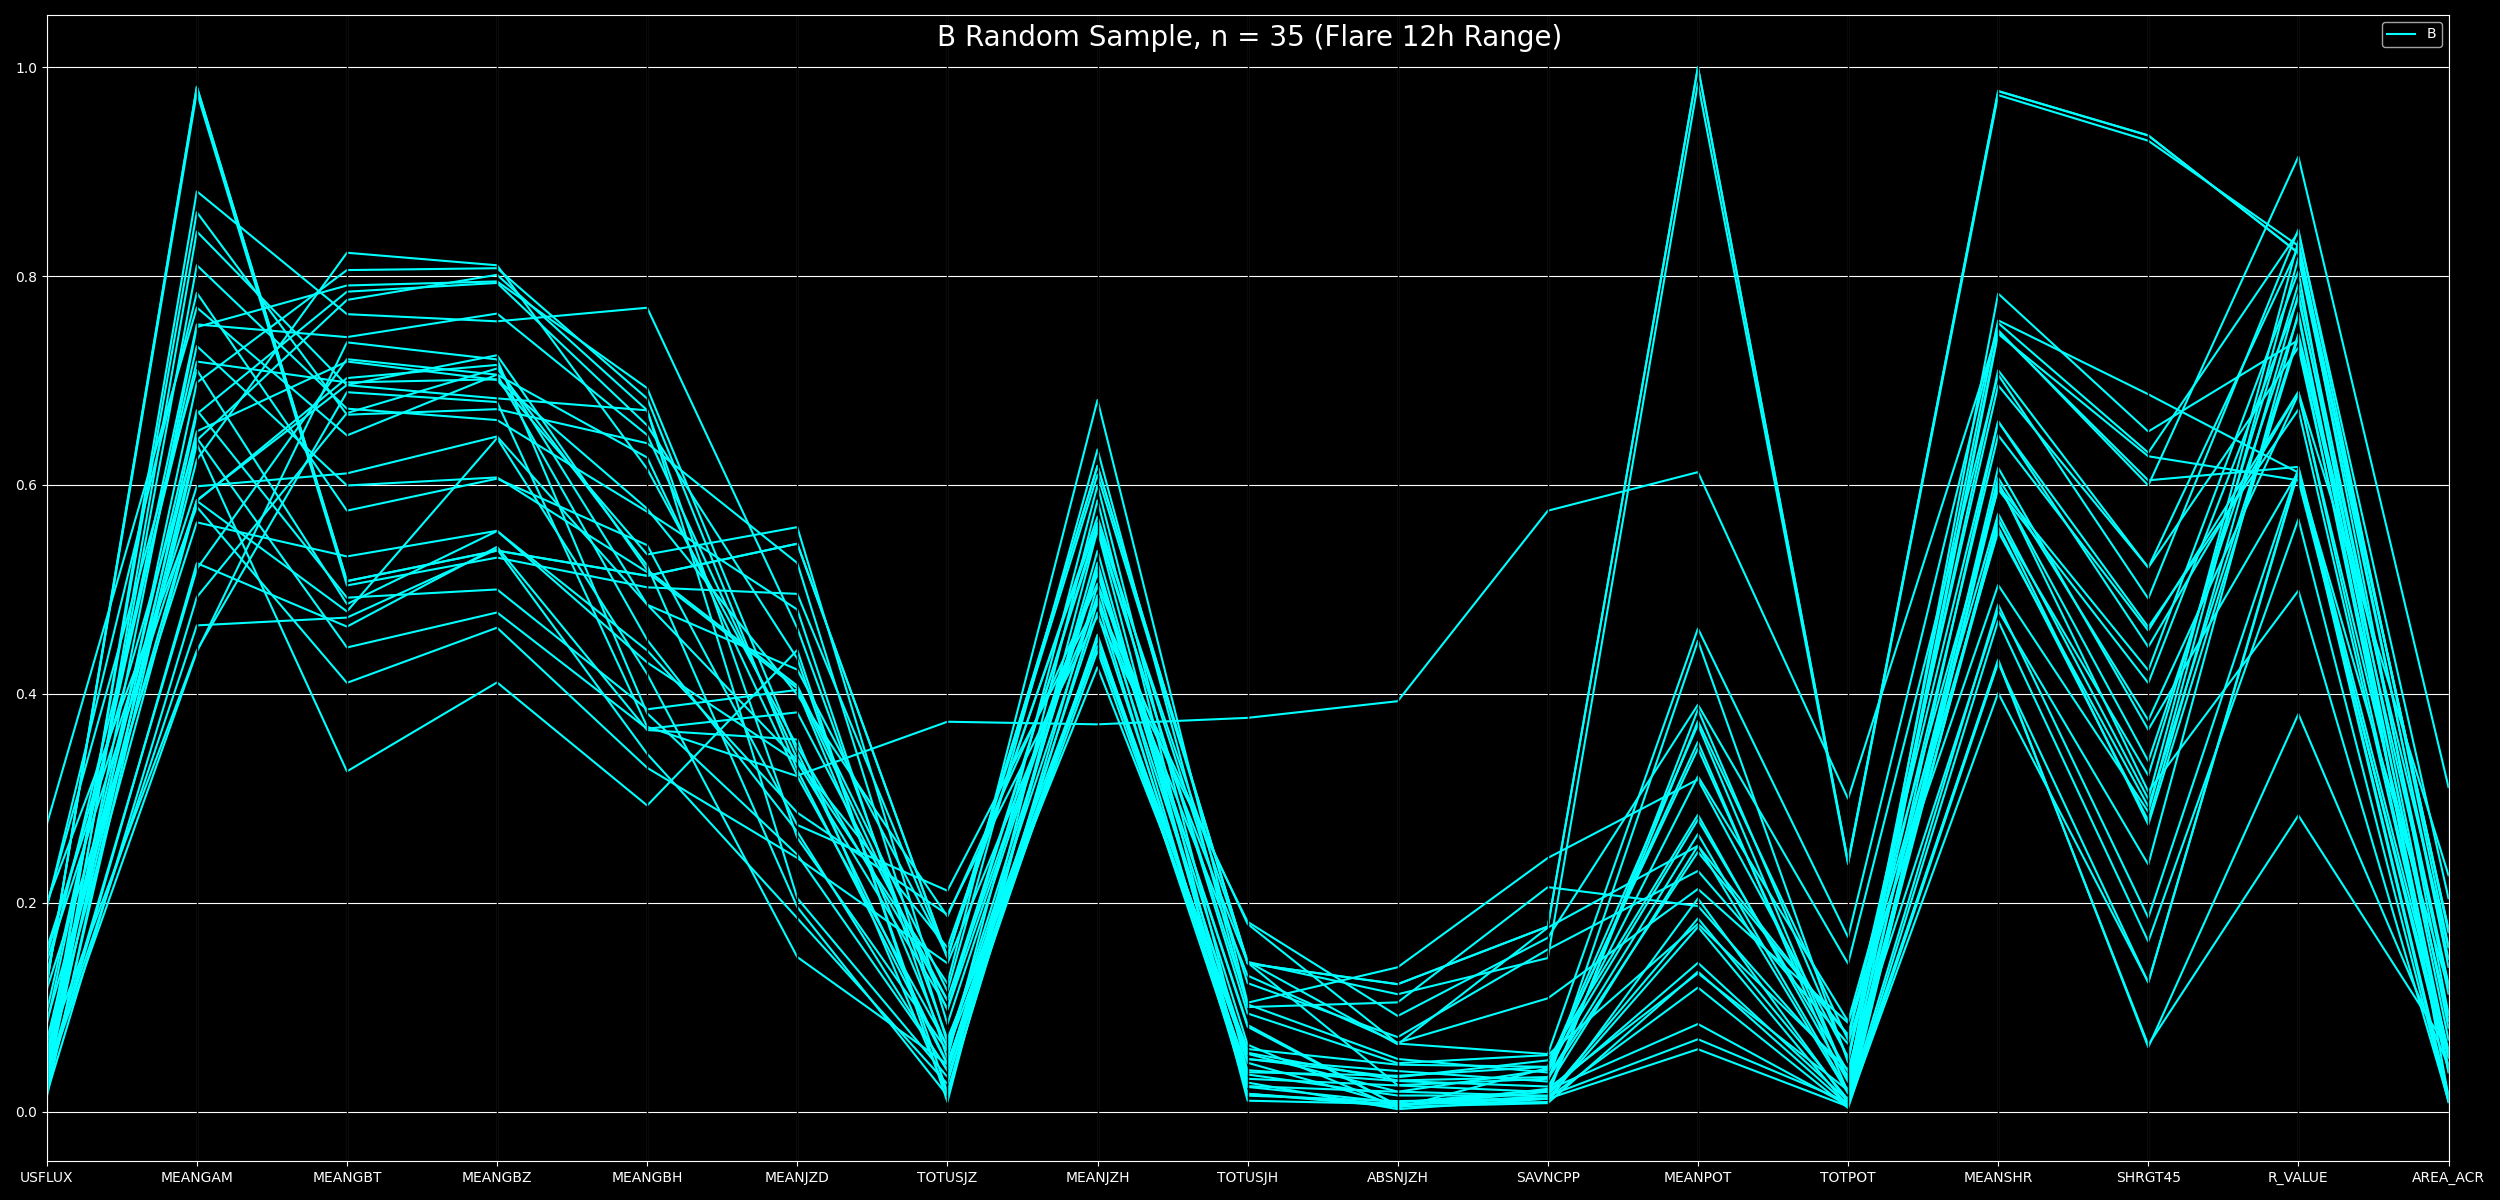 B Random Sample, n = 35 (Flare 12h Range)
B
1.0
0.8
0.6
0.4
0.2
0.0
USFLUX MEANGAM MEANGBT MEANGBZ MEANGBH MEANJZD TOTUSJZ MEANJZH TOTUSJH ABSNJZH SAVNCPP MEANPOT TOTPOT MEANSHR SHRGT45 R_VALUE AREA_ACR